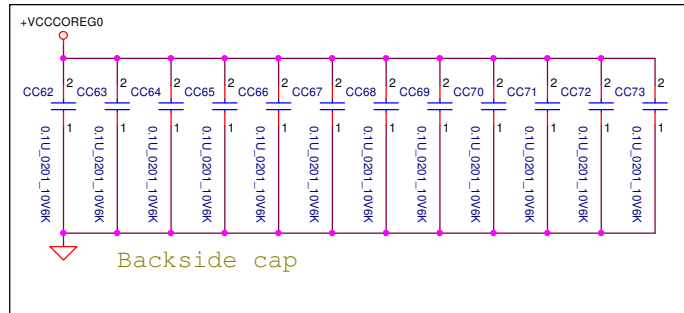 +VCCCOREG0
2 2 2 2 2 2 2 2 2 2 2 2
CC62 CC63 CC64 CC65 CC66 CC67 CC68 CC69 CC70 CC71 CC72 CC73
1 1 1 1 1 1 1 1 1 1 1 1
0.1U_0201_10V6K
0.1U_0201_10V6K
0.1U_0201_10V6K
0.1U_0201_10V6K
0.1U_0201_10V6K
0.1U_0201_10V6K
0.1U_0201_10V6K
0.1U_0201_10V6K
0.1U_0201_10V6K
0.1U_0201_10V6K
0.1U_0201_10V6K
0.1U_0201_10V6K
Backside cap